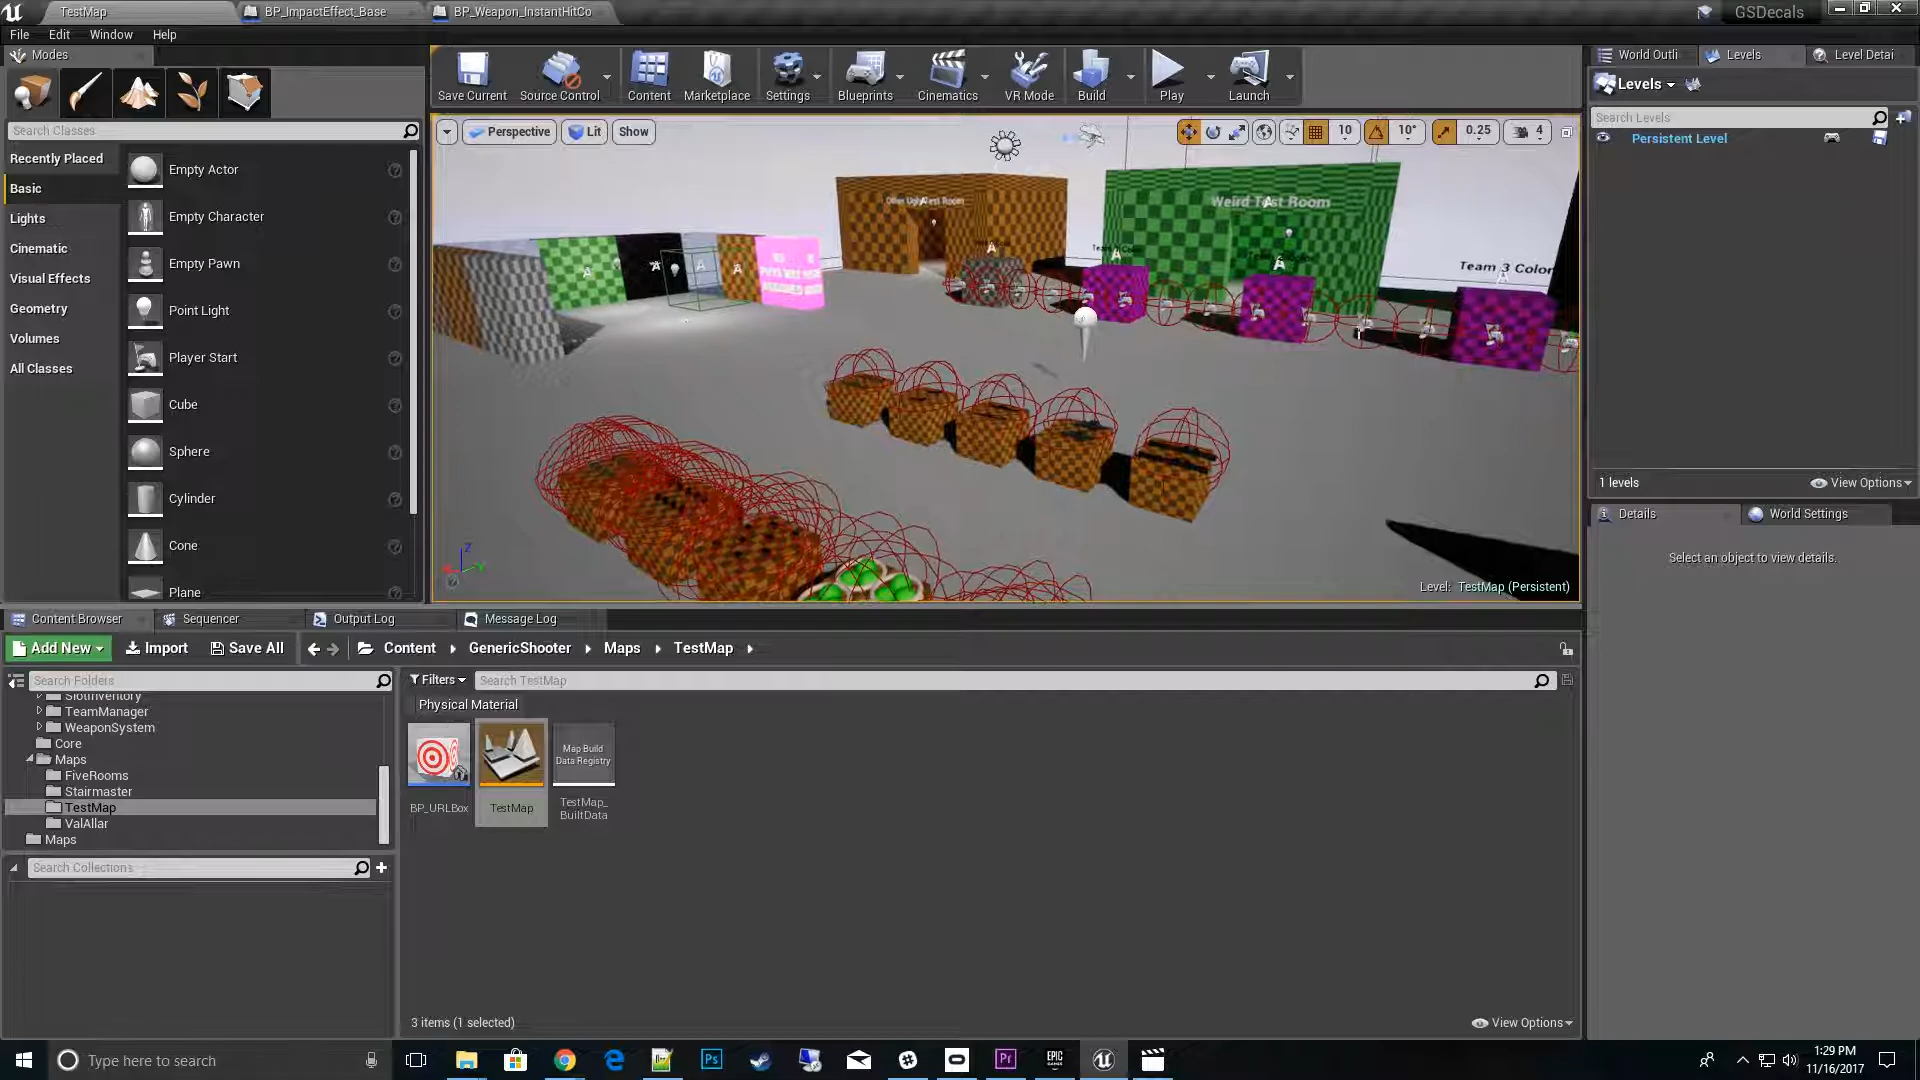 TestMap
BP_ImpactEffect_Base
BP_Weapon_InstantHitCo
GSDecals
File
Edit
Window
Help
Modes
Save Current
Source Control
Content
Marketplace
Settings
Blueprints
Cinematics
VR Mode
Build
Play
Launch
World Outli
Levels
Level Detai
Levels
Search Classes
Search Levels
Perspective
Lit
Show
10
10°
0.25
4
Persistent Level
Recently Placed
Basic
Lights
Cinematic
Visual Effects
Geometry
Volumes
All Classes
Empty Actor
Empty Character
Empty Pawn
Point Light
Player Start
Cube
Sphere
Cylinder
Cone
Plane
Other Ugly Test Room
Weird Test Room
Team 3 Color
Z
Level: TestMap (Persistent)
1 levels
View Options
Details
World Settings
Select an object to view details.
Content Browser
Sequencer
Output Log
Message Log
Add New
Import
Save All
Content
GenericShooter
Maps
TestMap
Search Folders
Filters
Search TestMap
Physical Material
SlotInventory
TeamManager
WeaponSystem
Core
Maps
FiveRooms
Stairmaster
TestMap
ValAllar
Maps
Map Build
Data Registry
BP_URLBox
TestMap
TestMap_
BuiltData
Search Collections
3 items (1 selected)
View Options
Type here to search
Ps
Pr
EPIC
GAMES
1:29 PM
11/16/2017